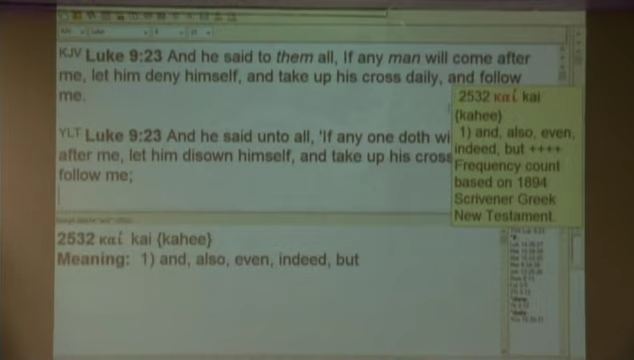 KJV Luke 9:23 And he said to them all, If any man will come after
me, let him deny himself, and take up his cross daily, and follow
me.
YLT Luke 9:23 And he said unto all, 'If any one doth wi
after me, let him disown himself, and take up his cross
follow me;
2532 καί kai
{kahee}
1) and, also, even,
indeed, but ++++
Frequency count
based on 1894
Scrivener Greek
New Testament.
2532 καί kai {kahee}
Meaning: 1) and, also, even, indeed, but